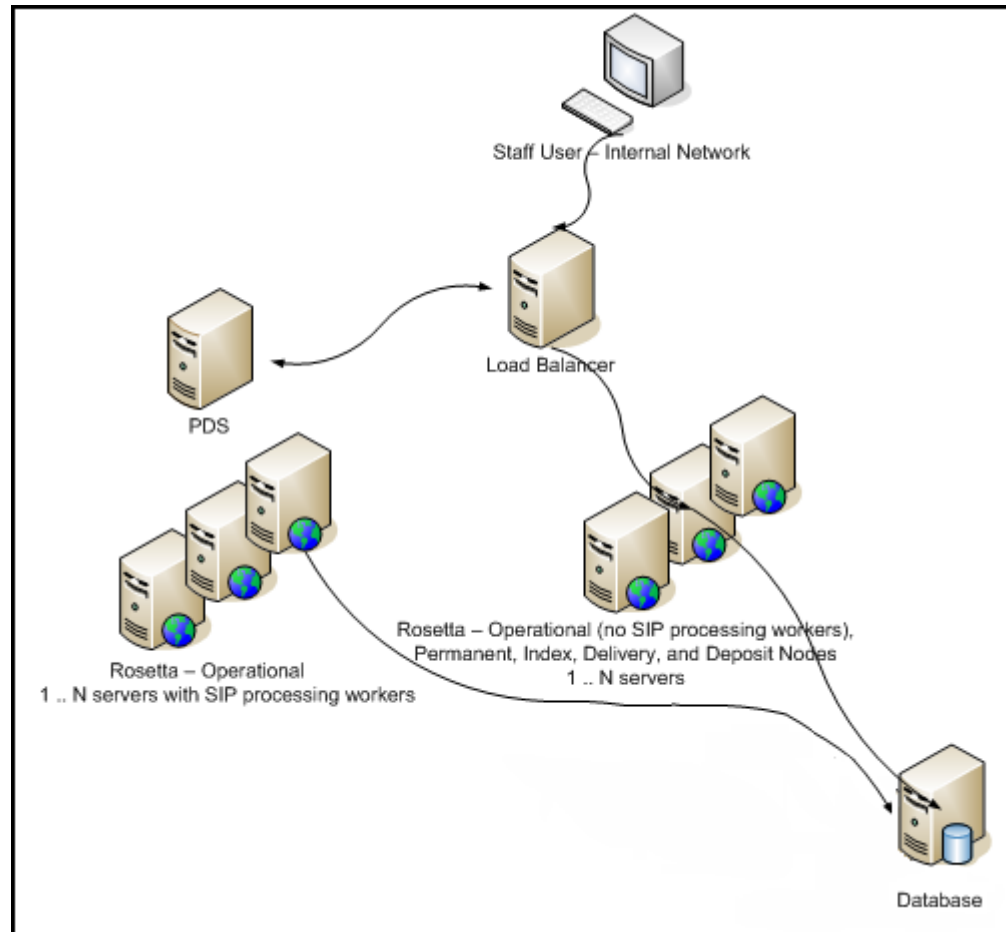 Staff User – Internal Network
Load Balancer
PDS
Rosetta – Operational (no SIP processing workers),
Permanent, Index, Delivery, and Deposit Nodes
1 .. N servers
Rosetta – Operational
1 .. N servers with SIP processing workers
Database